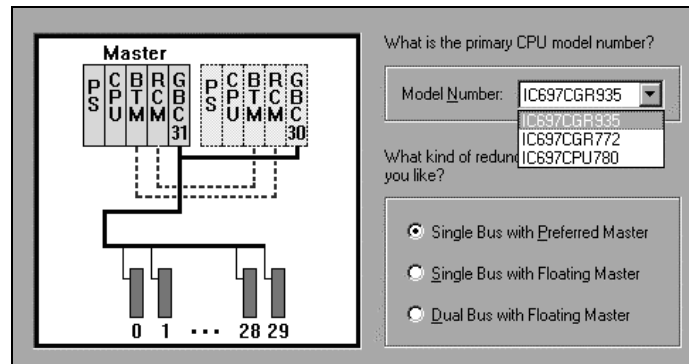 Master
PS CPU BTM RCM GBC 31
PS CPU BTM RCM GBC 30
0 1 ... 28 29
What is the primary CPU model number?
Model Number: IC697CGR935
IC697CGR935
IC697CGR772
IC697CPU780
What kind of redun
you like?
Single Bus with Preferred Master
Single Bus with Floating Master
Dual Bus with Floating Master